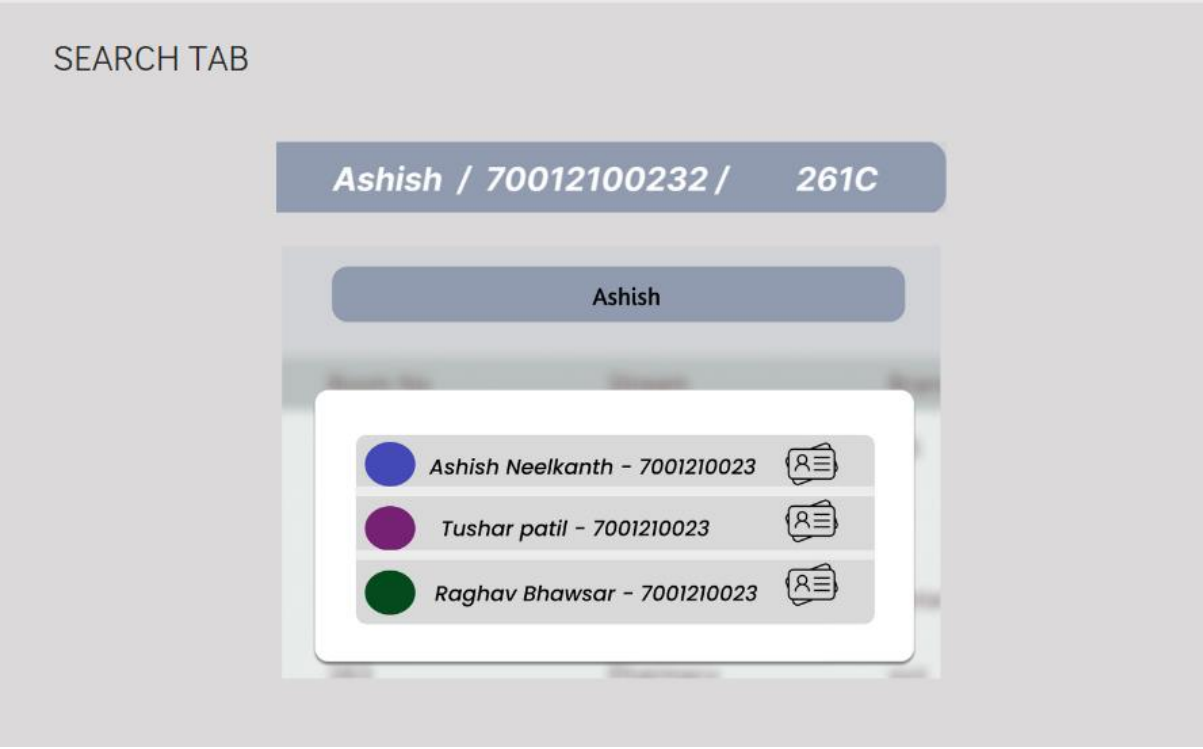 SEARCH TAB
Ashish / 70012100232 / 261C
Ashish
Ashish Neelkanth - 7001210023
Tushar patil - 7001210023
Raghav Bhawsar - 7001210023